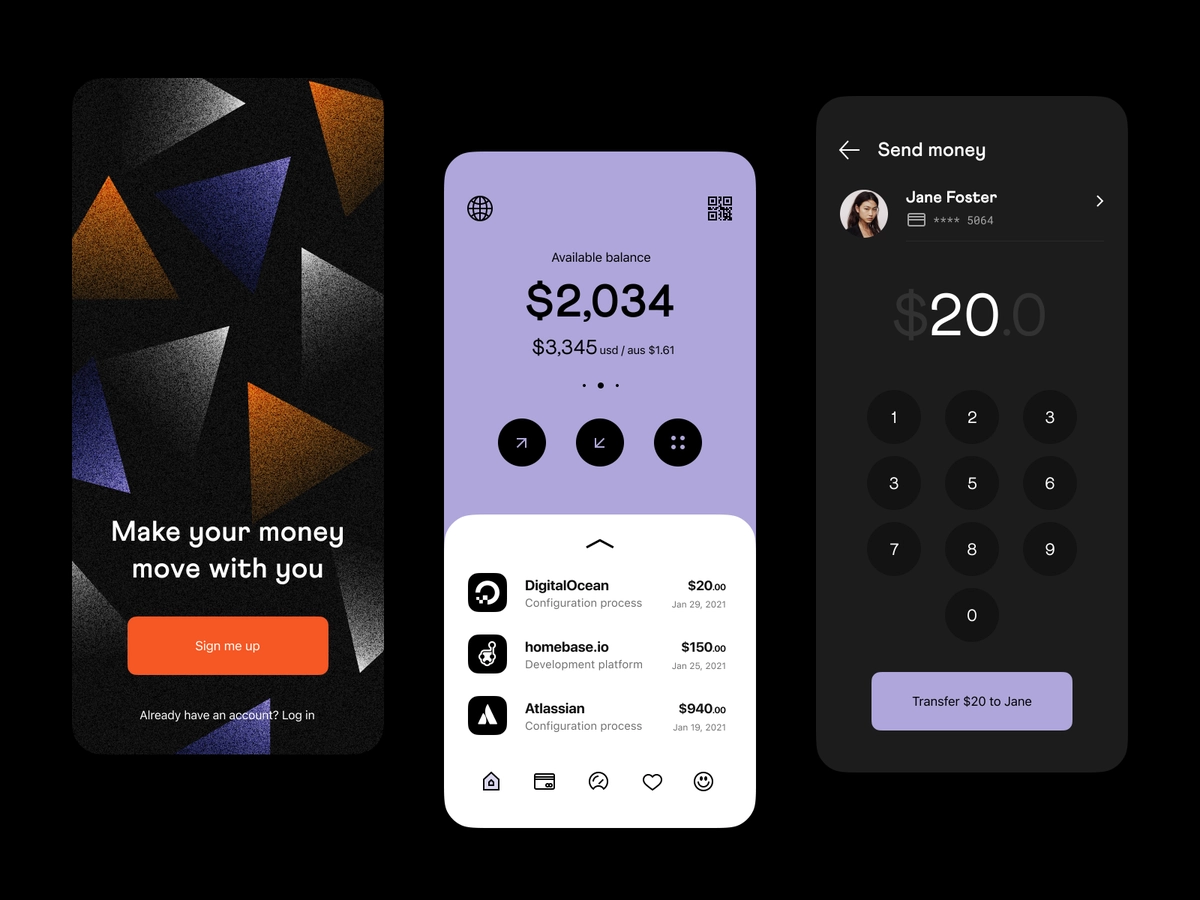 Make your money
move with you
Sign me up
Already have an account? Log in
Available balance
$2,034
$3,345 usd / aus $1.61
DigitalOcean $20.00
Configuration process Jan 29, 2021
homebase.io $150.00
Development platform Jan 25, 2021
Atlassian $940.00
Configuration process Jan 19, 2021
Send money
Jane Foster
**** 5064
$20.0
1 2 3
3 5 6
7 8 9
0
Transfer $20 to Jane